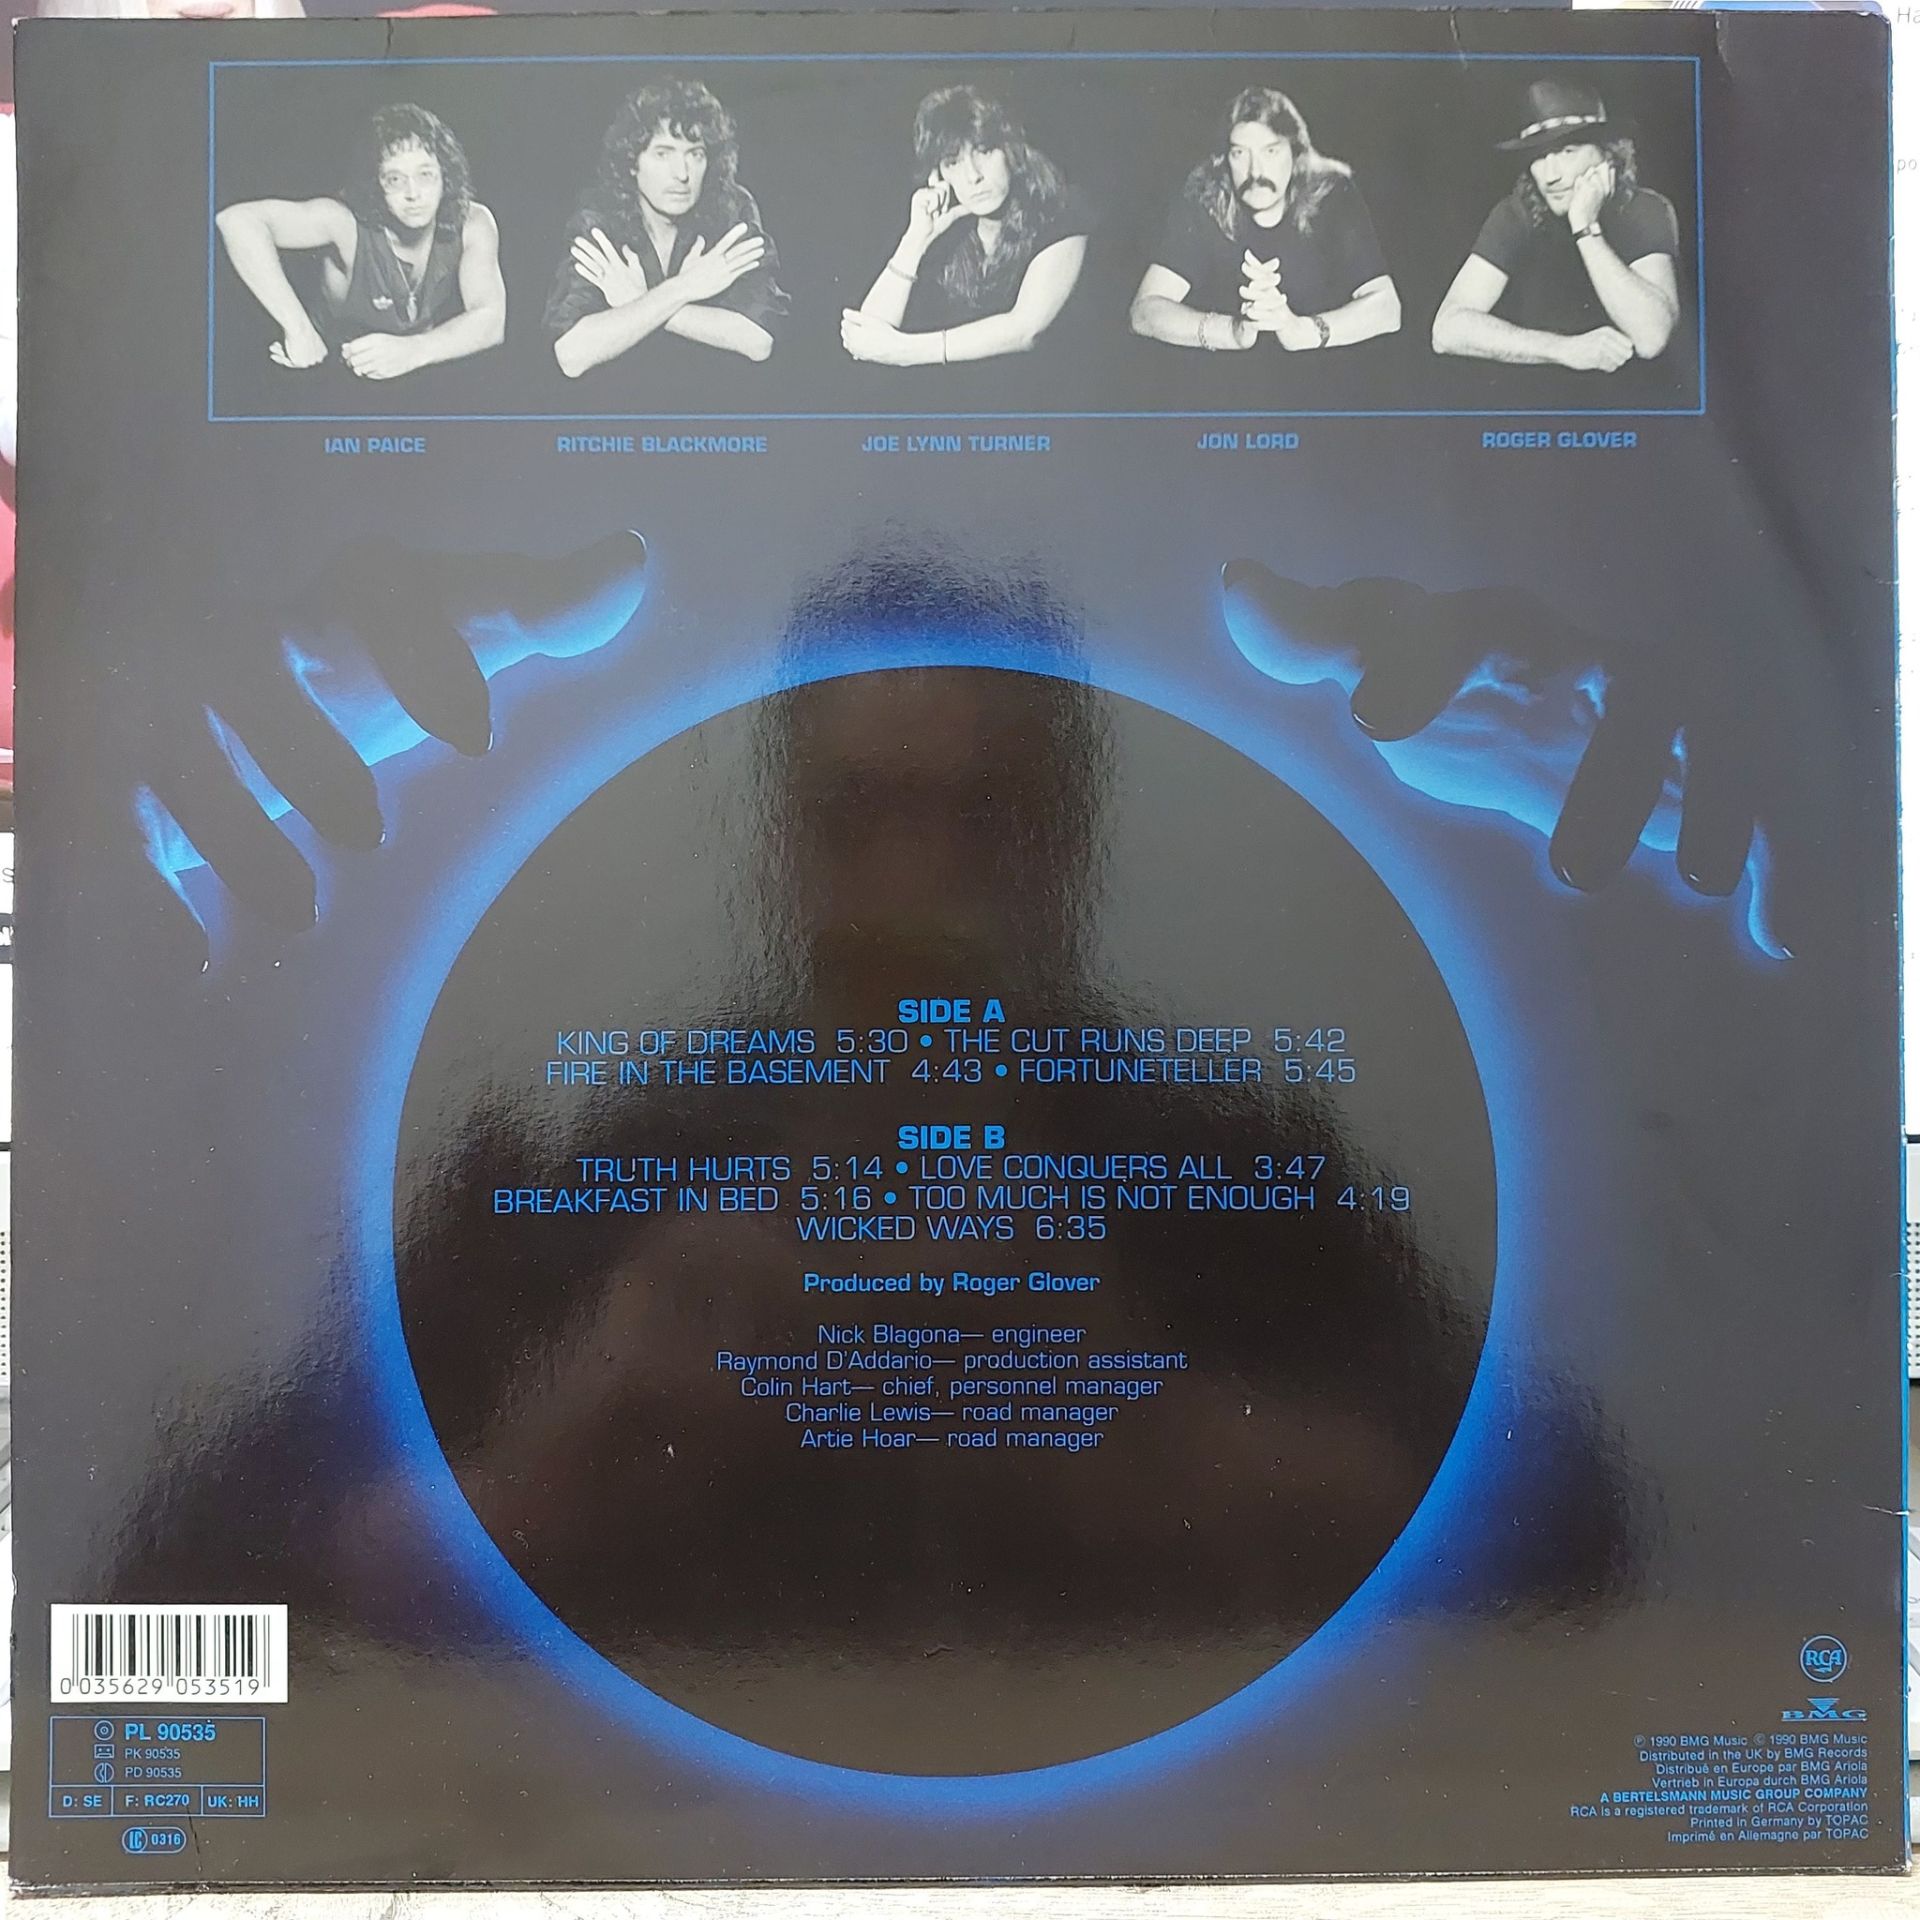 IAN PAICE RITCHIE BLACKMORE JOE LYNN TURNER JON LORD ROGER GLOVER
SIDE A
KING OF DREAMS 5:30 • THE CUT RUNS DEEP 5:42
FIRE IN THE BASEMENT 4:43 • FORTUNETELLER 5:45
SIDE B
TRUTH HURTS 5:14 • LOVE CONQUERS ALL 3:47
BREAKFAST IN BED 5:16 • TOO MUCH IS NOT ENOUGH 4:19
WICKED WAYS 6:35
Produced by Roger Glover
Nick Blagona— engineer
Raymond D'Addario— production assistant
Colin Hart— chief, personnel manager
Charlie Lewis— road manager
Artie Hoar— road manager
0 035629 053519
PL 90535
PK 90535
PD 90535
D: SE F: RC270 UK: HH
LC 0316
RCA
BMG
℗ 1990 BMG Music © 1990 BMG Music
Distributed in the UK by BMG Records
Distribué en Europe par BMG Ariola
Vertrieb in Europa durch BMG Ariola
A BERTELSMANN MUSIC GROUP COMPANY
RCA is a registered trademark of RCA Corporation
Printed in Germany by TOPAC
Imprimé en Allemagne par TOPAC